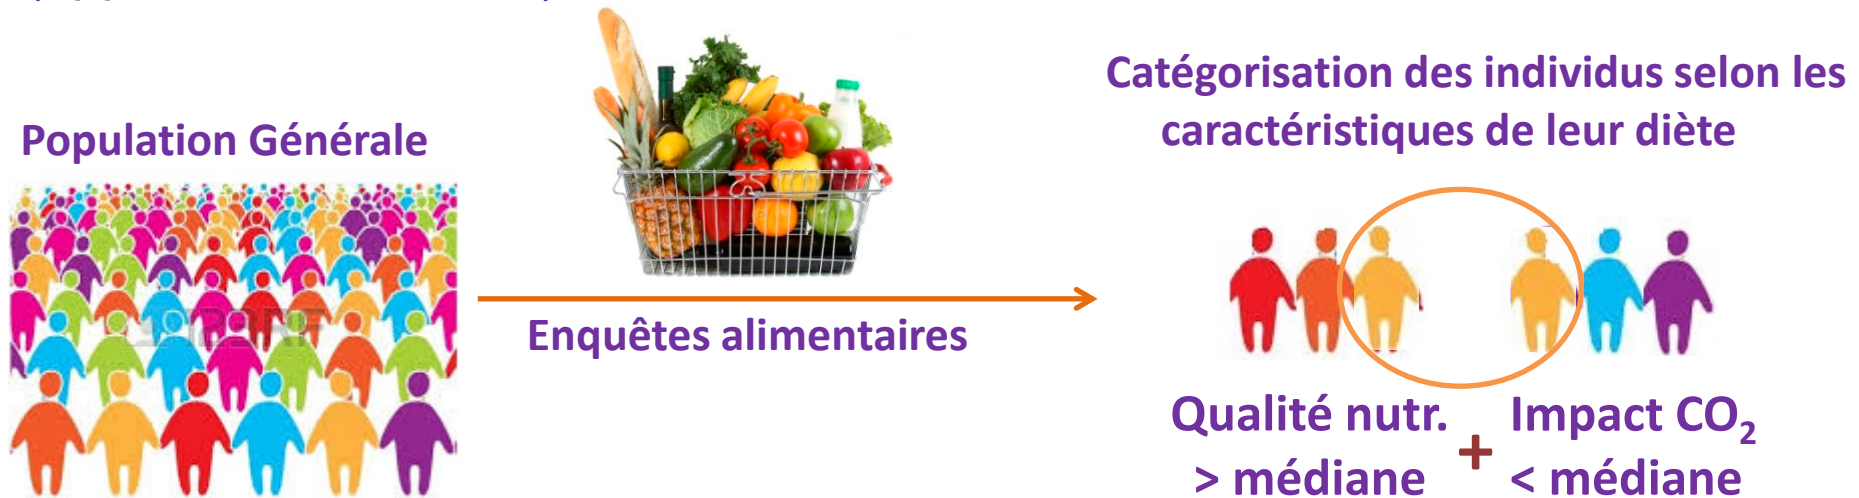 Population Générale
Enquêtes alimentaires
Catégorisation des individus selon les
caractéristiques de leur diète
Qualité nutr.
> médiane
+
Impact CO₂
< médiane